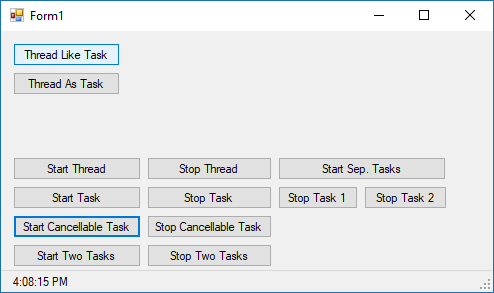 Form1
Thread Like Task
Thread As Task
Start Thread Stop Thread Start Sep. Tasks
Start Task Stop Task Stop Task 1 Stop Task 2
Start Cancellable Task Stop Cancellable Task
Start Two Tasks Stop Two Tasks
4:08:15 PM